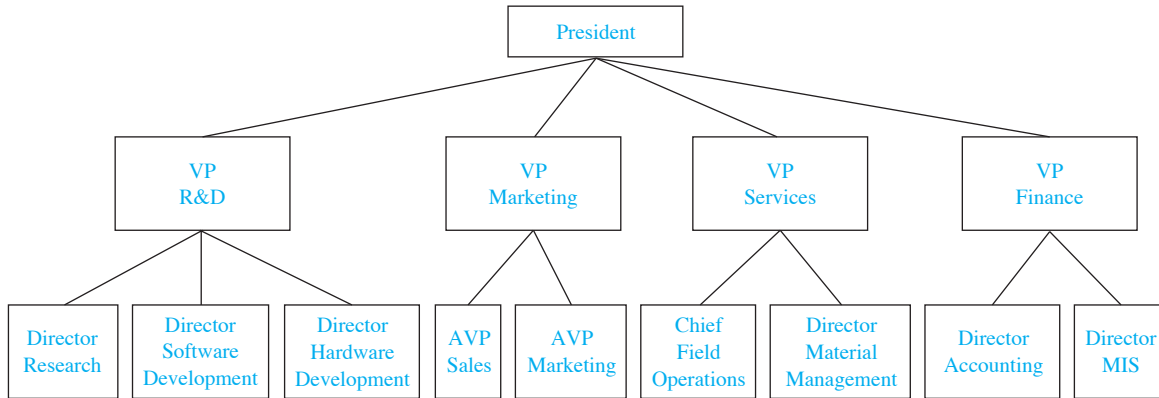 President
VP
R&D
VP
Marketing
VP
Services
VP
Finance
Director
Research
Director
Software
Development
Director
Hardware
Development
AVP
Sales
AVP
Marketing
Chief
Field
Operations
Director
Material
Management
Director
Accounting
Director
MIS